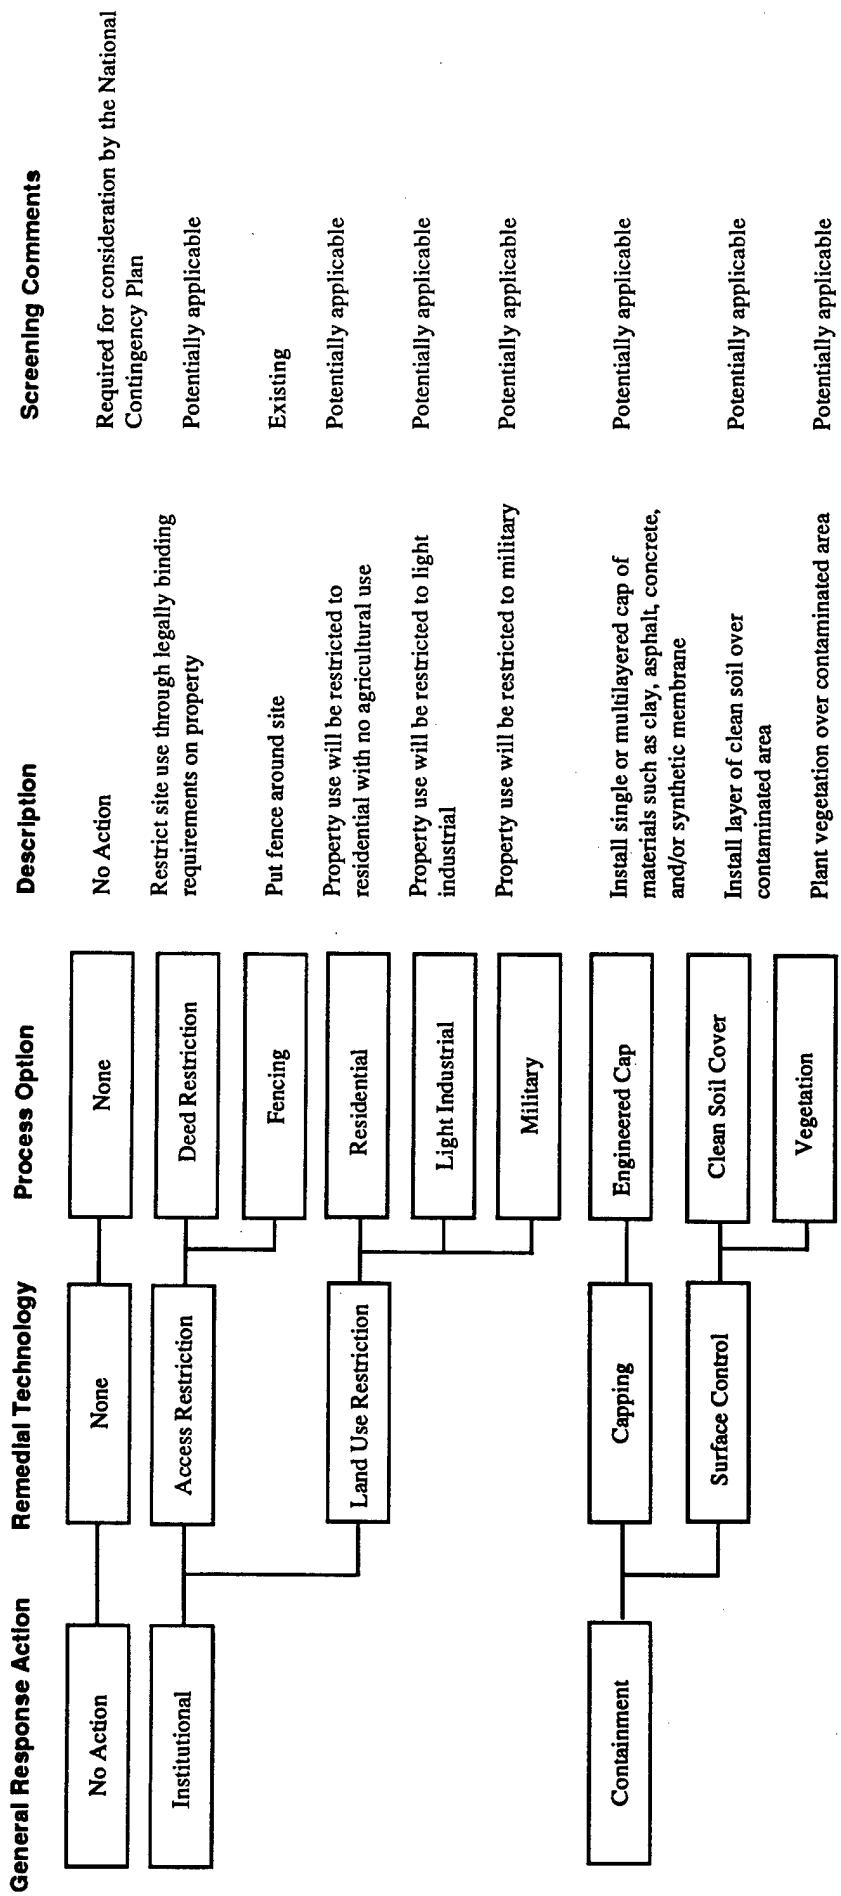 General Response Action
Remedial Technology
Process Option
Description
Screening Comments
No Action
None
None
No Action
Required for consideration by the National
Contingency Plan
Institutional
Access Restriction
Deed Restriction
Restrict site use through legally binding
requirements on property
Potentially applicable
Fencing
Put fence around site
Existing
Land Use Restriction
Residential
Property use will be restricted to
residential with no agricultural use
Potentially applicable
Light Industrial
Property use will be restricted to light
industrial
Potentially applicable
Military
Property use will be restricted to military
Potentially applicable
Containment
Capping
Engineered Cap
Install single or multilayered cap of
materials such as clay, asphalt, concrete,
and/or synthetic membrane
Potentially applicable
Surface Control
Clean Soil Cover
Install layer of clean soil over
contaminated area
Potentially applicable
Vegetation
Plant vegetation over contaminated area
Potentially applicable